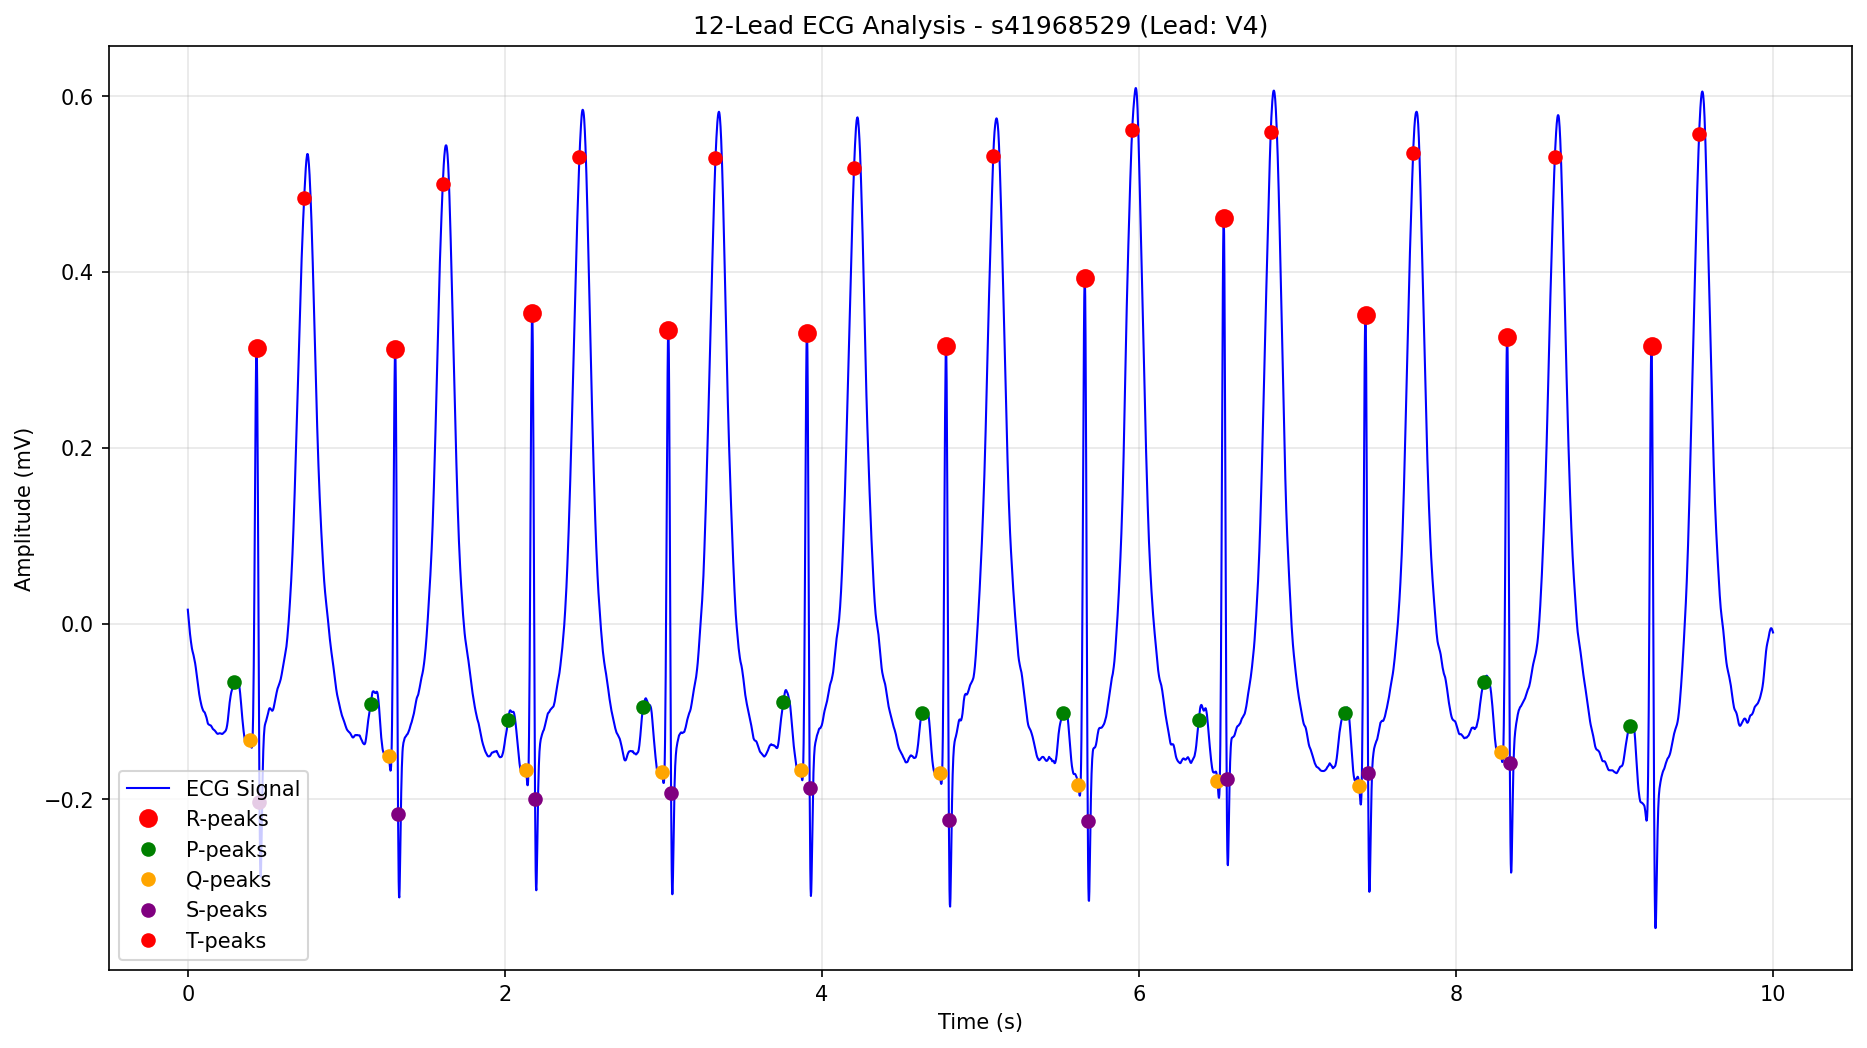 12-Lead ECG Analysis - s41968529 (Lead: V4)
Amplitude (mV)
0.6
0.4
0.2
0.0
−0.2
ECG Signal
R-peaks
P-peaks
Q-peaks
S-peaks
T-peaks
0 2 4 6 8 10
Time (s)